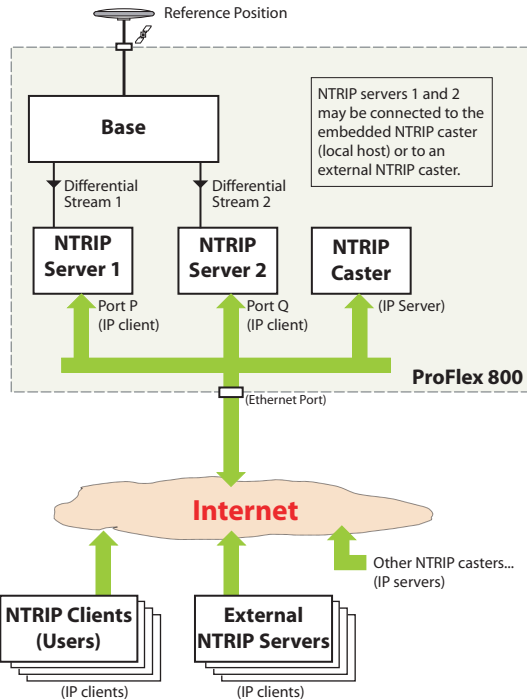 Reference Position
NTRIP servers 1 and 2
may be connected to the
embedded NTRIP caster
(local host) or to an
external NTRIP caster.
Base
Differential
Stream 1
Differential
Stream 2
NTRIP
Server 1
NTRIP
Server 2
NTRIP
Caster
Port P
(IP client)
Port Q
(IP client)
(IP Server)
ProFlex 800
(Ethernet Port)
Internet
Other NTRIP casters...
(IP servers)
NTRIP Clients
(Users)
External
NTRIP Servers
(IP clients)
(IP clients)